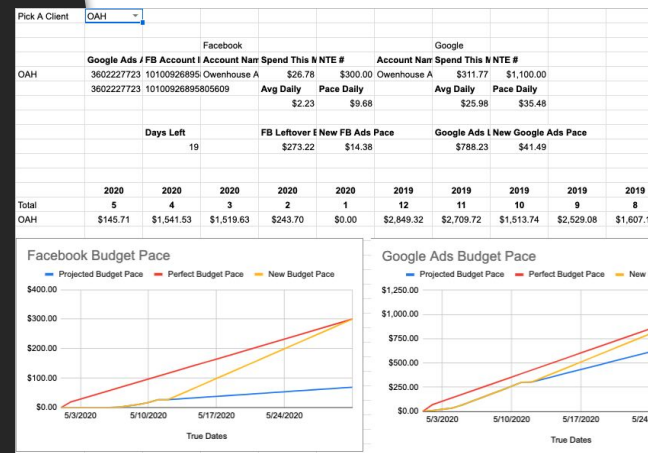 Pick A Client OAH
Facebook Google
Google Ads FB Account Account Nam Spend This M NTE # Account Nam Spend This M NTE #
OAH 3602227723 10100926895 Owenhouse A $26.78 $300.00 Owenhouse A $311.77 $1,100.00
3602227723 10100926895805609 Avg Daily Pace Daily Avg Daily Pace Daily
$2.23 $9.68 $25.98 $35.48
Days Left FB Leftover New FB Ads Pace Google Ads New Google Ads Pace
19 $273.22 $14.38 $788.23 $41.49
2020 2020 2020 2020 2020 2019 2019 2019 2019 2019
Total 5 4 3 2 1 12 11 10 9 8
OAH $145.71 $1,541.53 $1,519.63 $243.70 $0.00 $2,849.32 $2,709.72 $1,513.74 $2,529.08 $1,607.1
Facebook Budget Pace
Projected Budget Pace Perfect Budget Pace New Budget Pace
$400.00
$300.00
$200.00
$100.00
$0.00
5/3/2020 5/10/2020 5/17/2020 5/24/2020
True Dates
Google Ads Budget Pace
Projected Budget Pace Perfect Budget Pace New
$1,250.00
$1,000.00
$750.00
$500.00
$250.00
$0.00
5/3/2020 5/10/2020 5/17/2020 5/24
True Dates